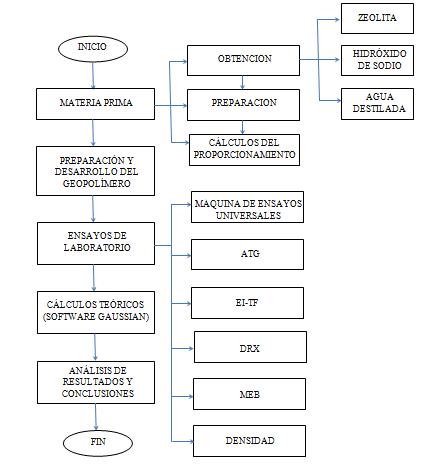 INICIO
MATERIA PRIMA
OBTENCION
PREPARACION
CÁLCULOS DEL
PROPORCIONAMIENTO
ZEOLITA
HIDRÓXIDO
DE SODIO
AGUA
DESTILADA
PREPARACIÓN Y
DESARROLLO DEL
GEOPOLÍMERO
ENSAYOS DE
LABORATORIO
MAQUINA DE ENSAYOS
UNIVERSALES
ATG
EI-TF
DRX
MEB
DENSIDAD
CÁLCULOS TEÓRICOS
(SOFTWARE GAUSSIAN)
ANÁLISIS DE
RESULTADOS Y
CONCLUSIONES
FIN